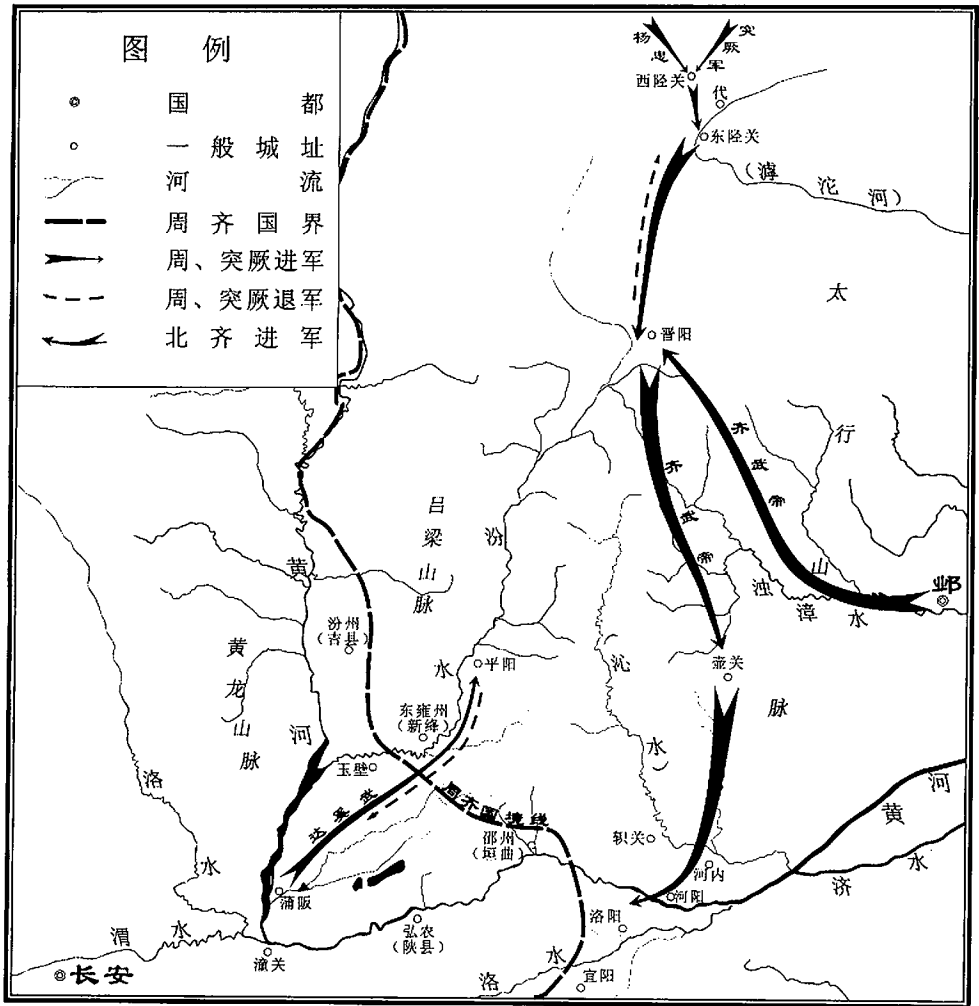 图例
国都
一般城址
河流
周齐国界
周、突厥进军
周、突厥退军
北齐进军
杨忠军
突厥
西陉关
代
东陉关
(滹沱河)
太
晋阳
行
齐武帝
齐武帝
吕梁山脉
汾
黄
山
浊漳水
邺
汾州
(吉县)
黄龙山脉
水
平阳
沁
壶关
脉
东雍州
(新绛)
河
水
玉壁
洛
周齐国境线
达奚武
邵州
(垣曲)
轵关
河内
河阳
黄河
济水
水
蒲阪
弘农
(陕县)
洛阳
渭水
潼关
长安
洛水
宜阳